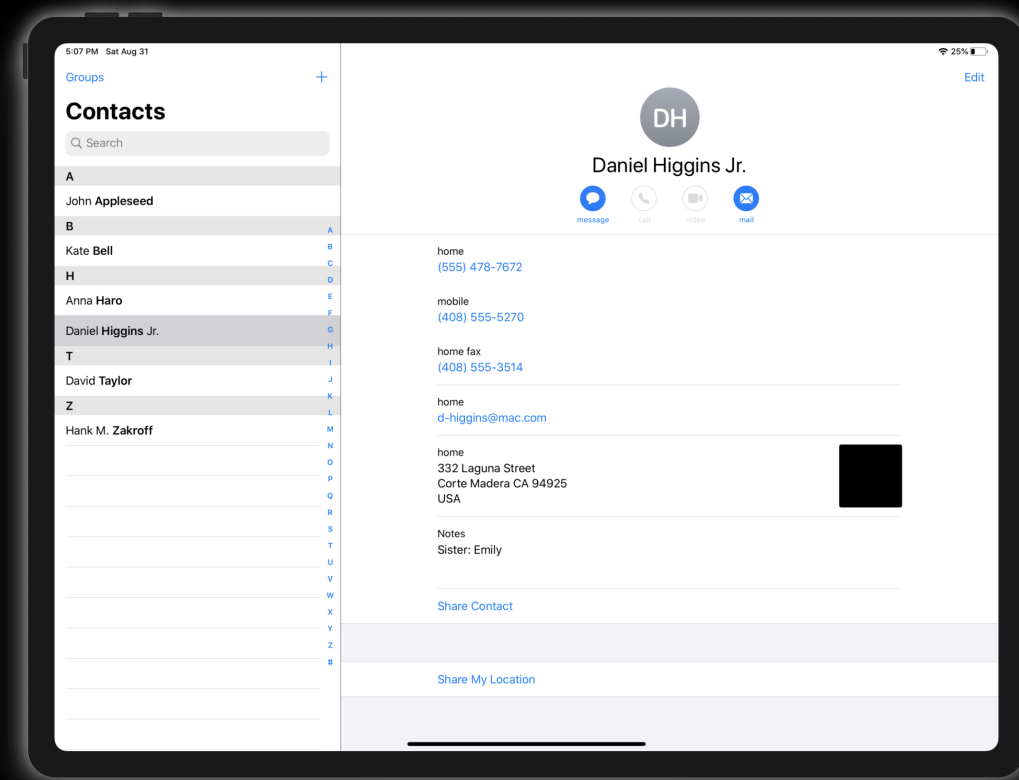 5:07 PM Sat Aug 31
25%
Groups
+
Contacts
Search
A
John Appleseed
B
Kate Bell
H
Anna Haro
Daniel Higgins Jr.
T
David Taylor
Z
Hank M. Zakroff
A
B
C
D
E
F
G
H
I
J
K
L
M
N
O
P
Q
R
S
T
U
V
W
X
Y
Z
#
Edit
DH
Daniel Higgins Jr.
message call video mail
home
(555) 478-7672
mobile
(408) 555-5270
home fax
(408) 555-3514
home
d-higgins@mac.com
home
332 Laguna Street
Corte Madera CA 94925
USA
Notes
Sister: Emily
Share Contact
Share My Location